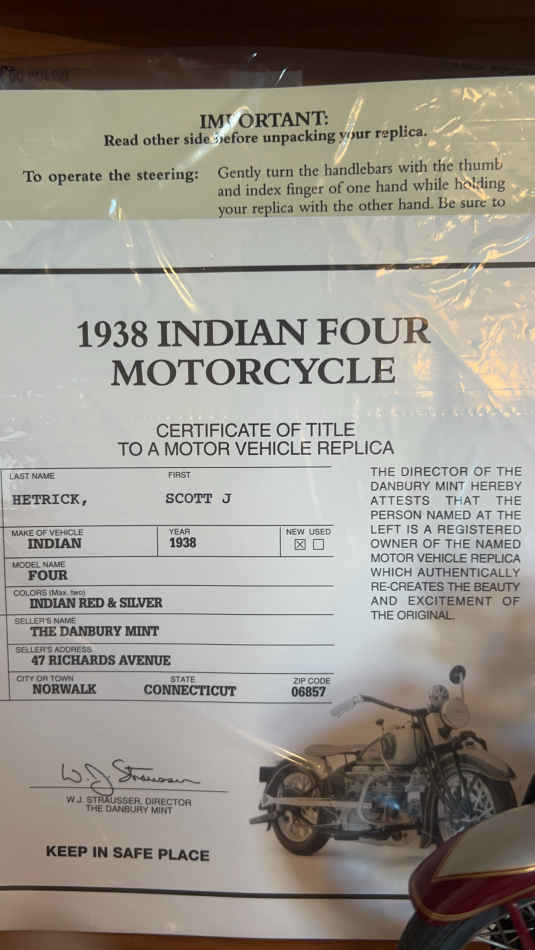 IMPORTANT:
Read other side before unpacking your replica.
To operate the steering: Gently turn the handlebars with the thumb
and index finger of one hand while holding
your replica with the other hand. Be sure to
1938 INDIAN FOUR
MOTORCYCLE
CERTIFICATE OF TITLE
TO A MOTOR VEHICLE REPLICA
LAST NAME FIRST
HETRICK, SCOTT J
MAKE OF VEHICLE YEAR NEW USED
INDIAN 1938 ☒ ☐
MODEL NAME
FOUR
COLORS (Max. two)
INDIAN RED & SILVER
SELLER'S NAME
THE DANBURY MINT
SELLER'S ADDRESS
47 RICHARDS AVENUE
CITY OR TOWN STATE ZIP CODE
NORWALK CONNECTICUT 06857
THE DIRECTOR OF THE
DANBURY MINT HEREBY
ATTESTS THAT THE
PERSON NAMED AT THE
LEFT IS A REGISTERED
OWNER OF THE NAMED
MOTOR VEHICLE REPLICA
WHICH AUTHENTICALLY
RE-CREATES THE BEAUTY
AND EXCITEMENT OF
THE ORIGINAL.
W.J. Strausser
W.J. STRAUSSER, DIRECTOR
THE DANBURY MINT
KEEP IN SAFE PLACE